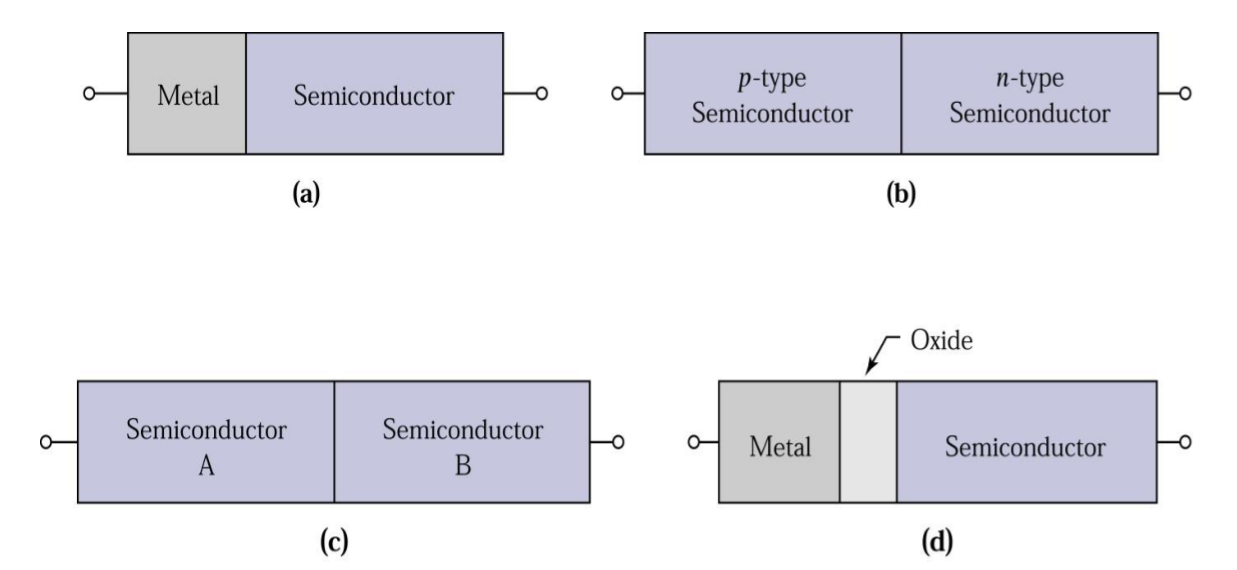 Metal
Semiconductor
p-type
Semiconductor
n-type
Semiconductor
(a)
(b)
Oxide
Semiconductor
A
Semiconductor
B
Metal
Semiconductor
(c)
(d)